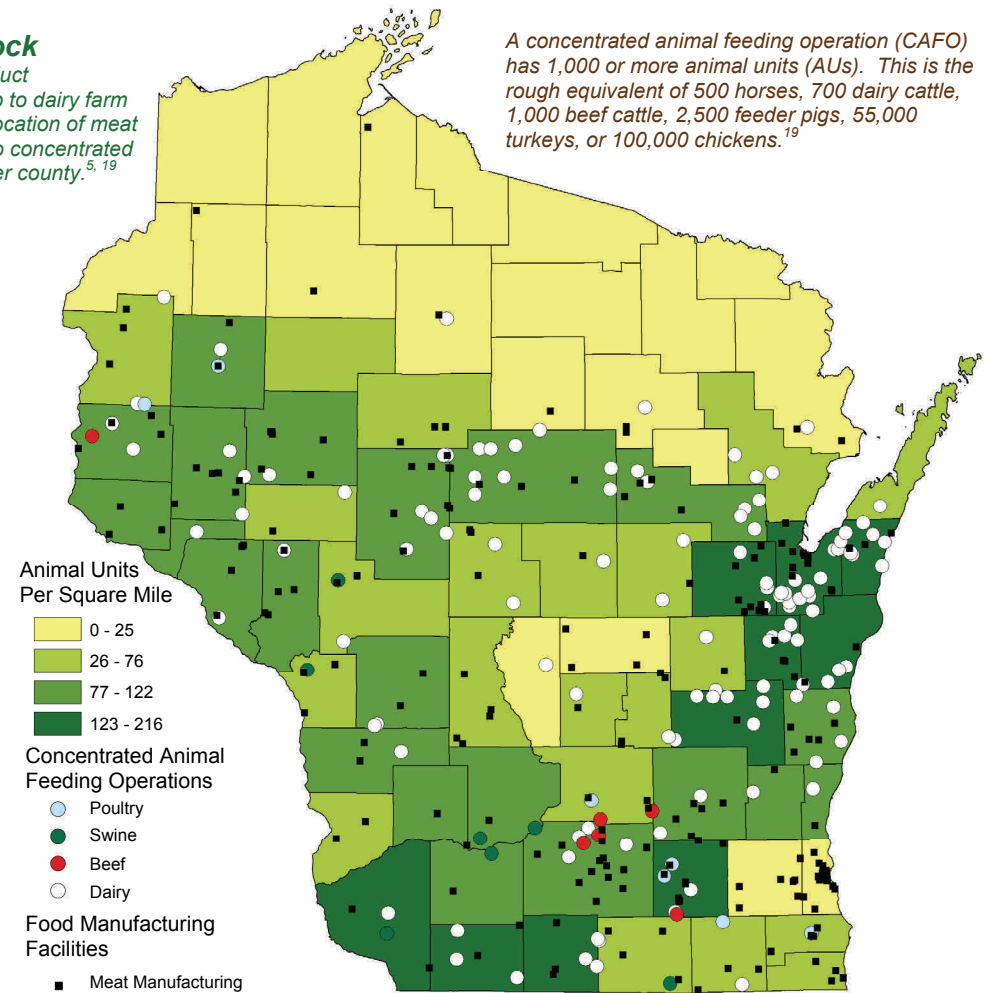 ock
duct
to dairy farm
ocation of meat
o concentrated
er county.5, 19
A concentrated animal feeding operation (CAFO)
has 1,000 or more animal units (AUs). This is the
rough equivalent of 500 horses, 700 dairy cattle,
1,000 beef cattle, 2,500 feeder pigs, 55,000
turkeys, or 100,000 chickens.19
Animal Units
Per Square Mile
0 - 25
26 - 76
77 - 122
123 - 216
Concentrated Animal
Feeding Operations
Poultry
Swine
Beef
Dairy
Food Manufacturing
Facilities
Meat Manufacturing